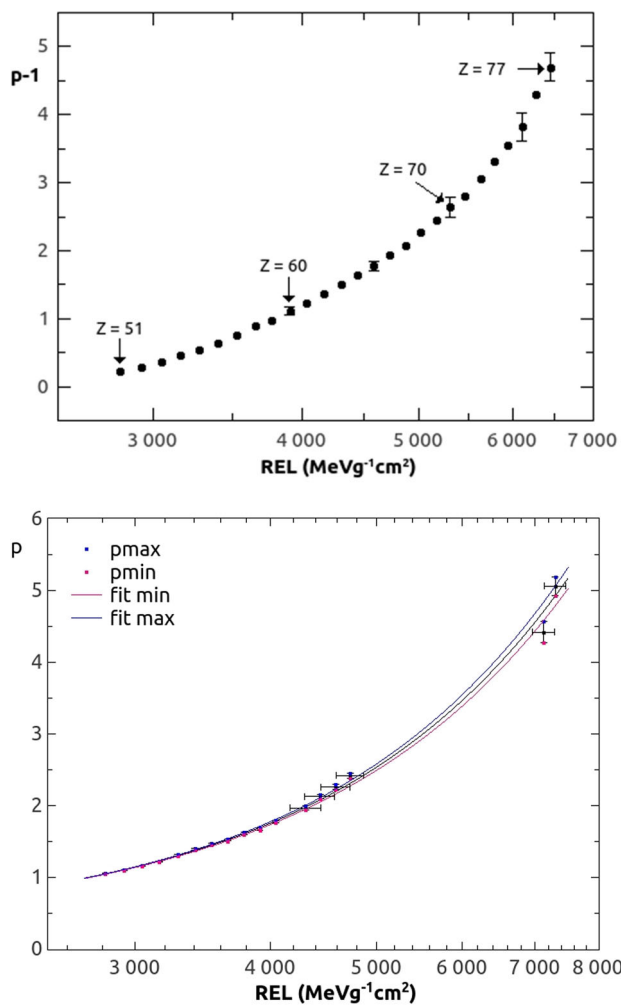 5
p-1
Z = 77
4
3
Z = 70
2
Z = 60
1
Z = 51
0
3 000 4 000 5 000 6 000 7 000
REL (MeVg⁻¹cm²)
6
p
pmax
pmin
5
fit min
fit max
4
3
2
1
0
3 000 4 000 5 000 6 000 7 000 8 000
REL (MeVg⁻¹cm²)